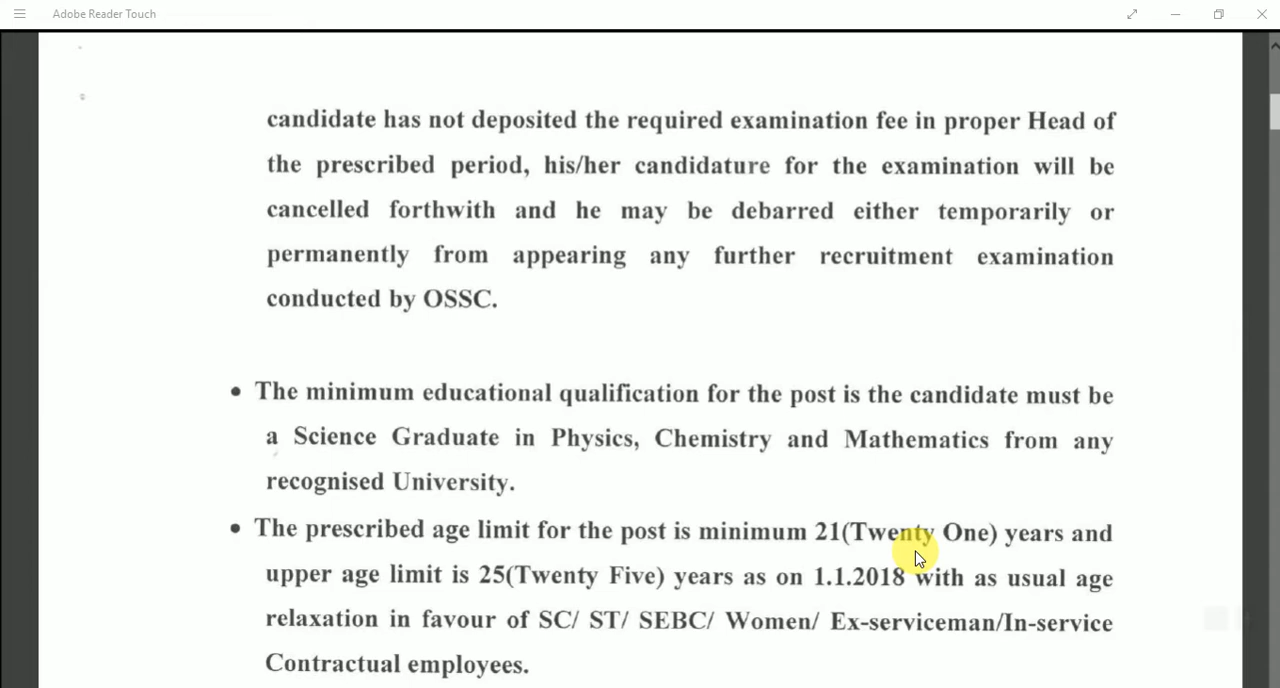 Adobe Reader Touch
candidate has not deposited the required examination fee in proper Head of
the prescribed period, his/her candidature for the examination will be
cancelled forthwith and he may be debarred either temporarily or
permanently from appearing any further recruitment examination
conducted by OSSC.
• The minimum educational qualification for the post is the candidate must be
a Science Graduate in Physics, Chemistry and Mathematics from any
recognised University.
• The prescribed age limit for the post is minimum 21(Twenty One) years and
upper age limit is 25(Twenty Five) years as on 1.1.2018 with as usual age
relaxation in favour of SC/ ST/ SEBC/ Women/ Ex-serviceman/In-service
Contractual employees.